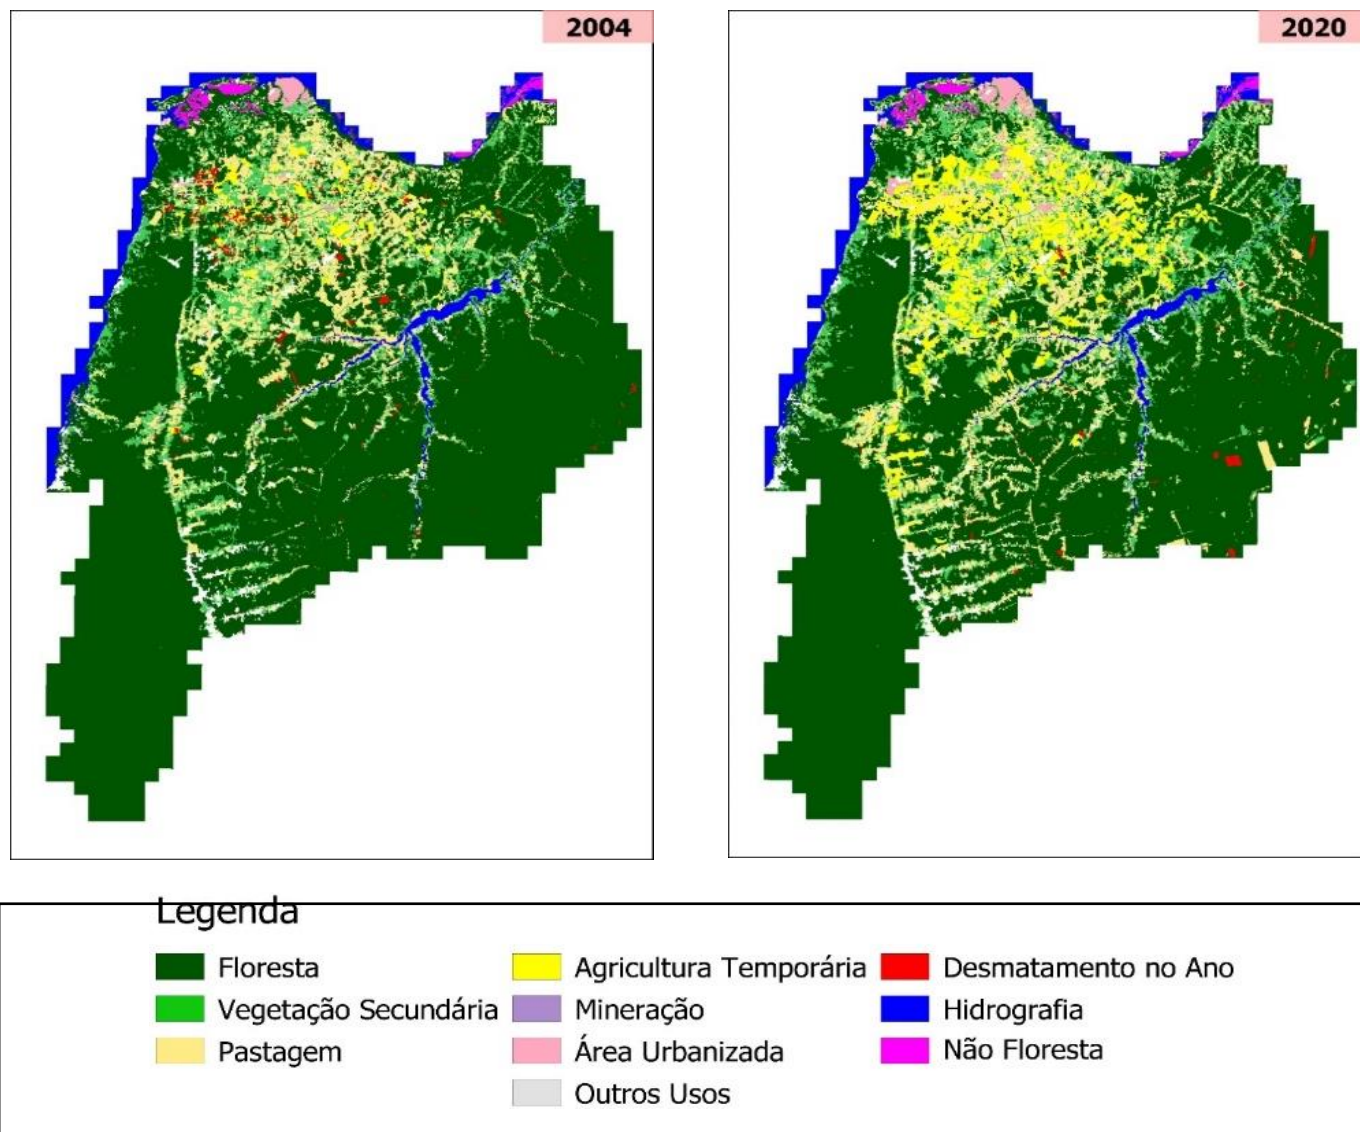 2004
2020
Legenda
Floresta
Vegetação Secundária
Pastagem
Agricultura Temporária
Mineração
Área Urbanizada
Outros Usos
Desmatamento no Ano
Hidrografia
Não Floresta